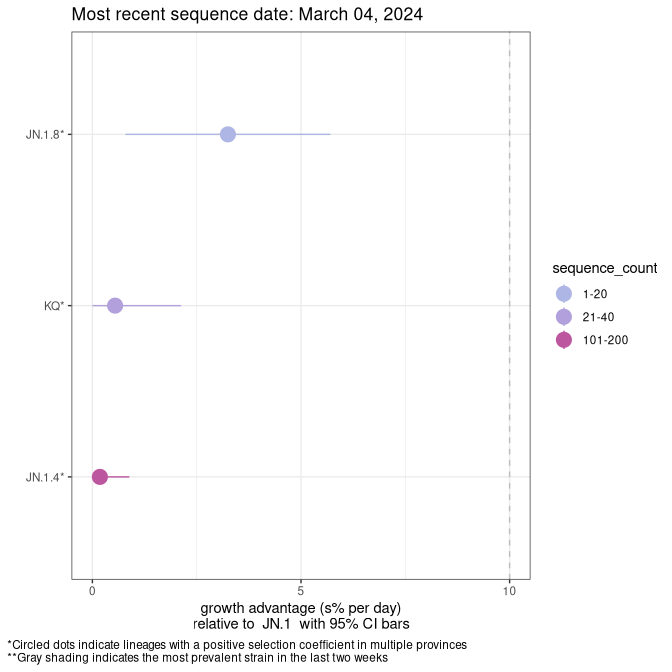 Most recent sequence date: March 04, 2024
JN.1.8*
KQ*
JN.1.4*
0
5
10
growth advantage (s% per day)
relative to JN.1 with 95% CI bars
sequence_count
1-20
21-40
101-200
*Circled dots indicate lineages with a positive selection coefficient in multiple provinces
**Gray shading indicates the most prevalent strain in the last two weeks